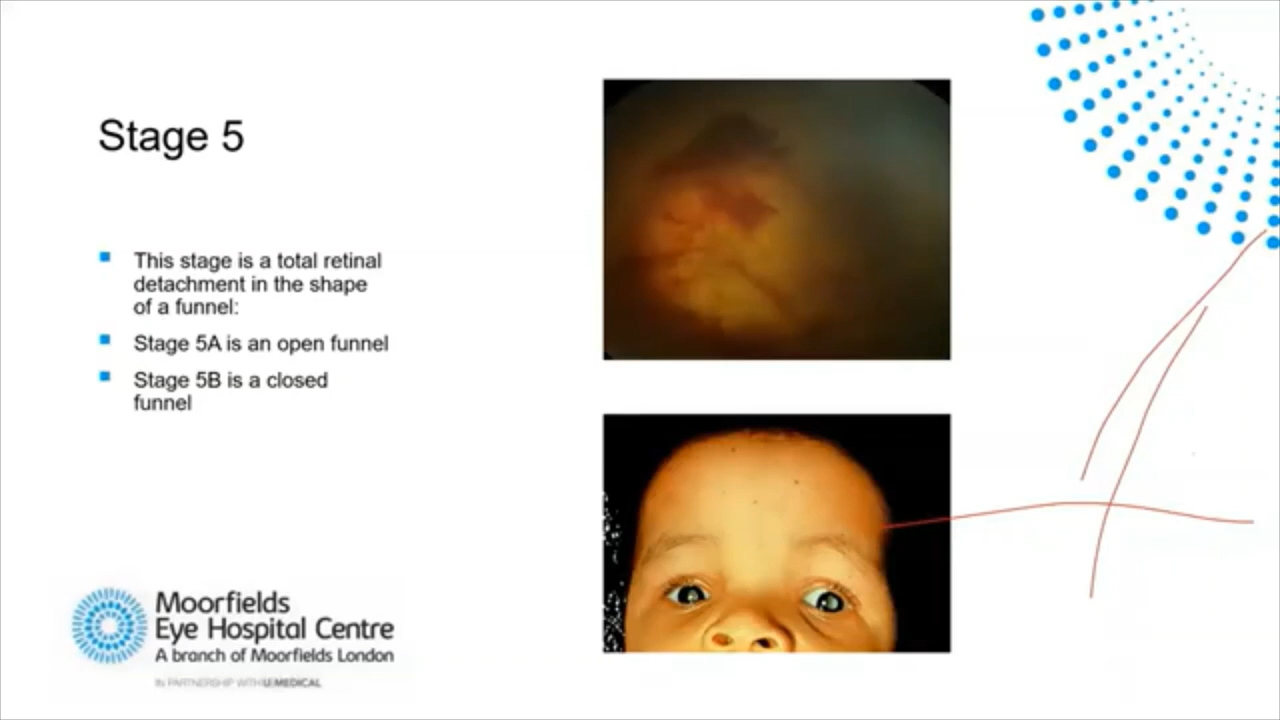 Stage 5
This stage is a total retinal
detachment in the shape
of a funnel:
Stage 5A is an open funnel
Stage 5B is a closed
funnel
Moorfields
Eye Hospital Centre
A branch of Moorfields London
IN PARTNERSHIP WITH UEMEDICAL